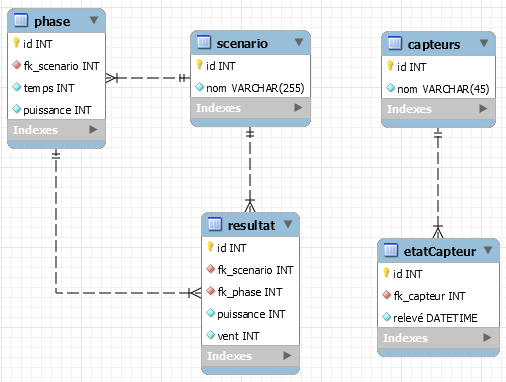 phase
id INT
fk_scenario INT
temps INT
puissance INT
Indexes
scenario
id INT
nom VARCHAR(255)
Indexes
capteurs
id INT
nom VARCHAR(45)
Indexes
resultat
id INT
fk_scenario INT
fk_phase INT
puissance INT
vent INT
Indexes
etatCapteur
id INT
fk_capteur INT
relevé DATETIME
Indexes